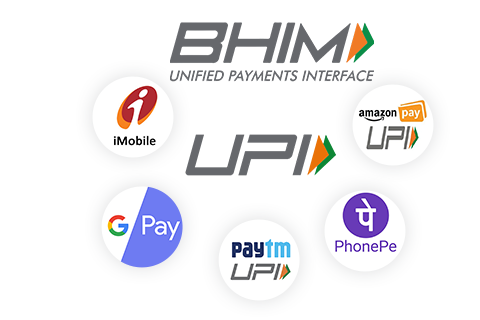 BHIM
UNIFIED PAYMENTS INTERFACE
iMobile
UPI
amazon pay
UPI
G Pay
paytm
UPI
पे
PhonePe